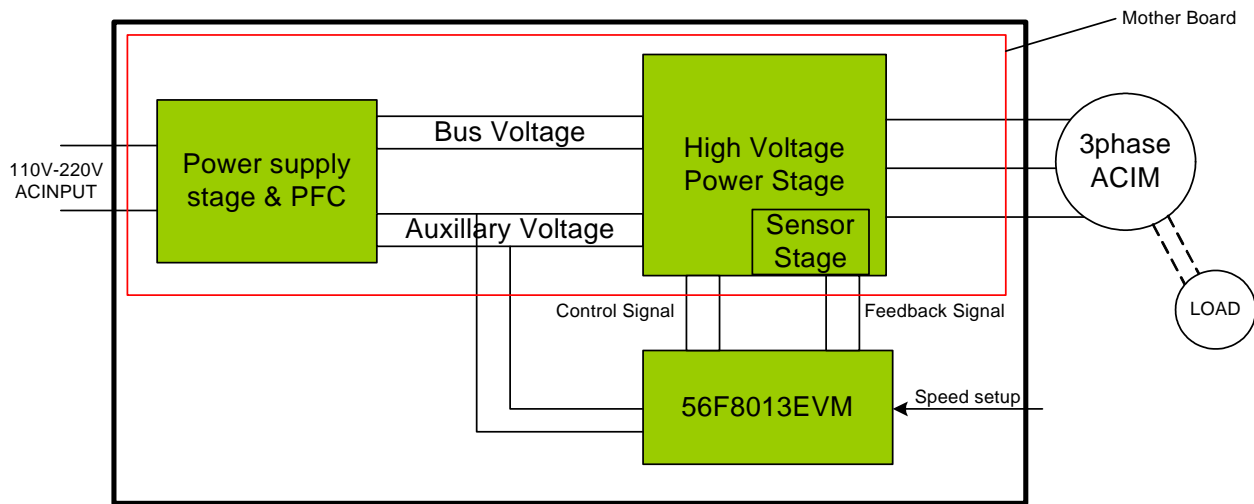 Mother Board
110V-220V
ACINPUT
Power supply
stage & PFC
Bus Voltage
Auxillary Voltage
High Voltage
Power Stage
Sensor
Stage
3phase
ACIM
LOAD
Control Signal
Feedback Signal
56F8013EVM
Speed setup